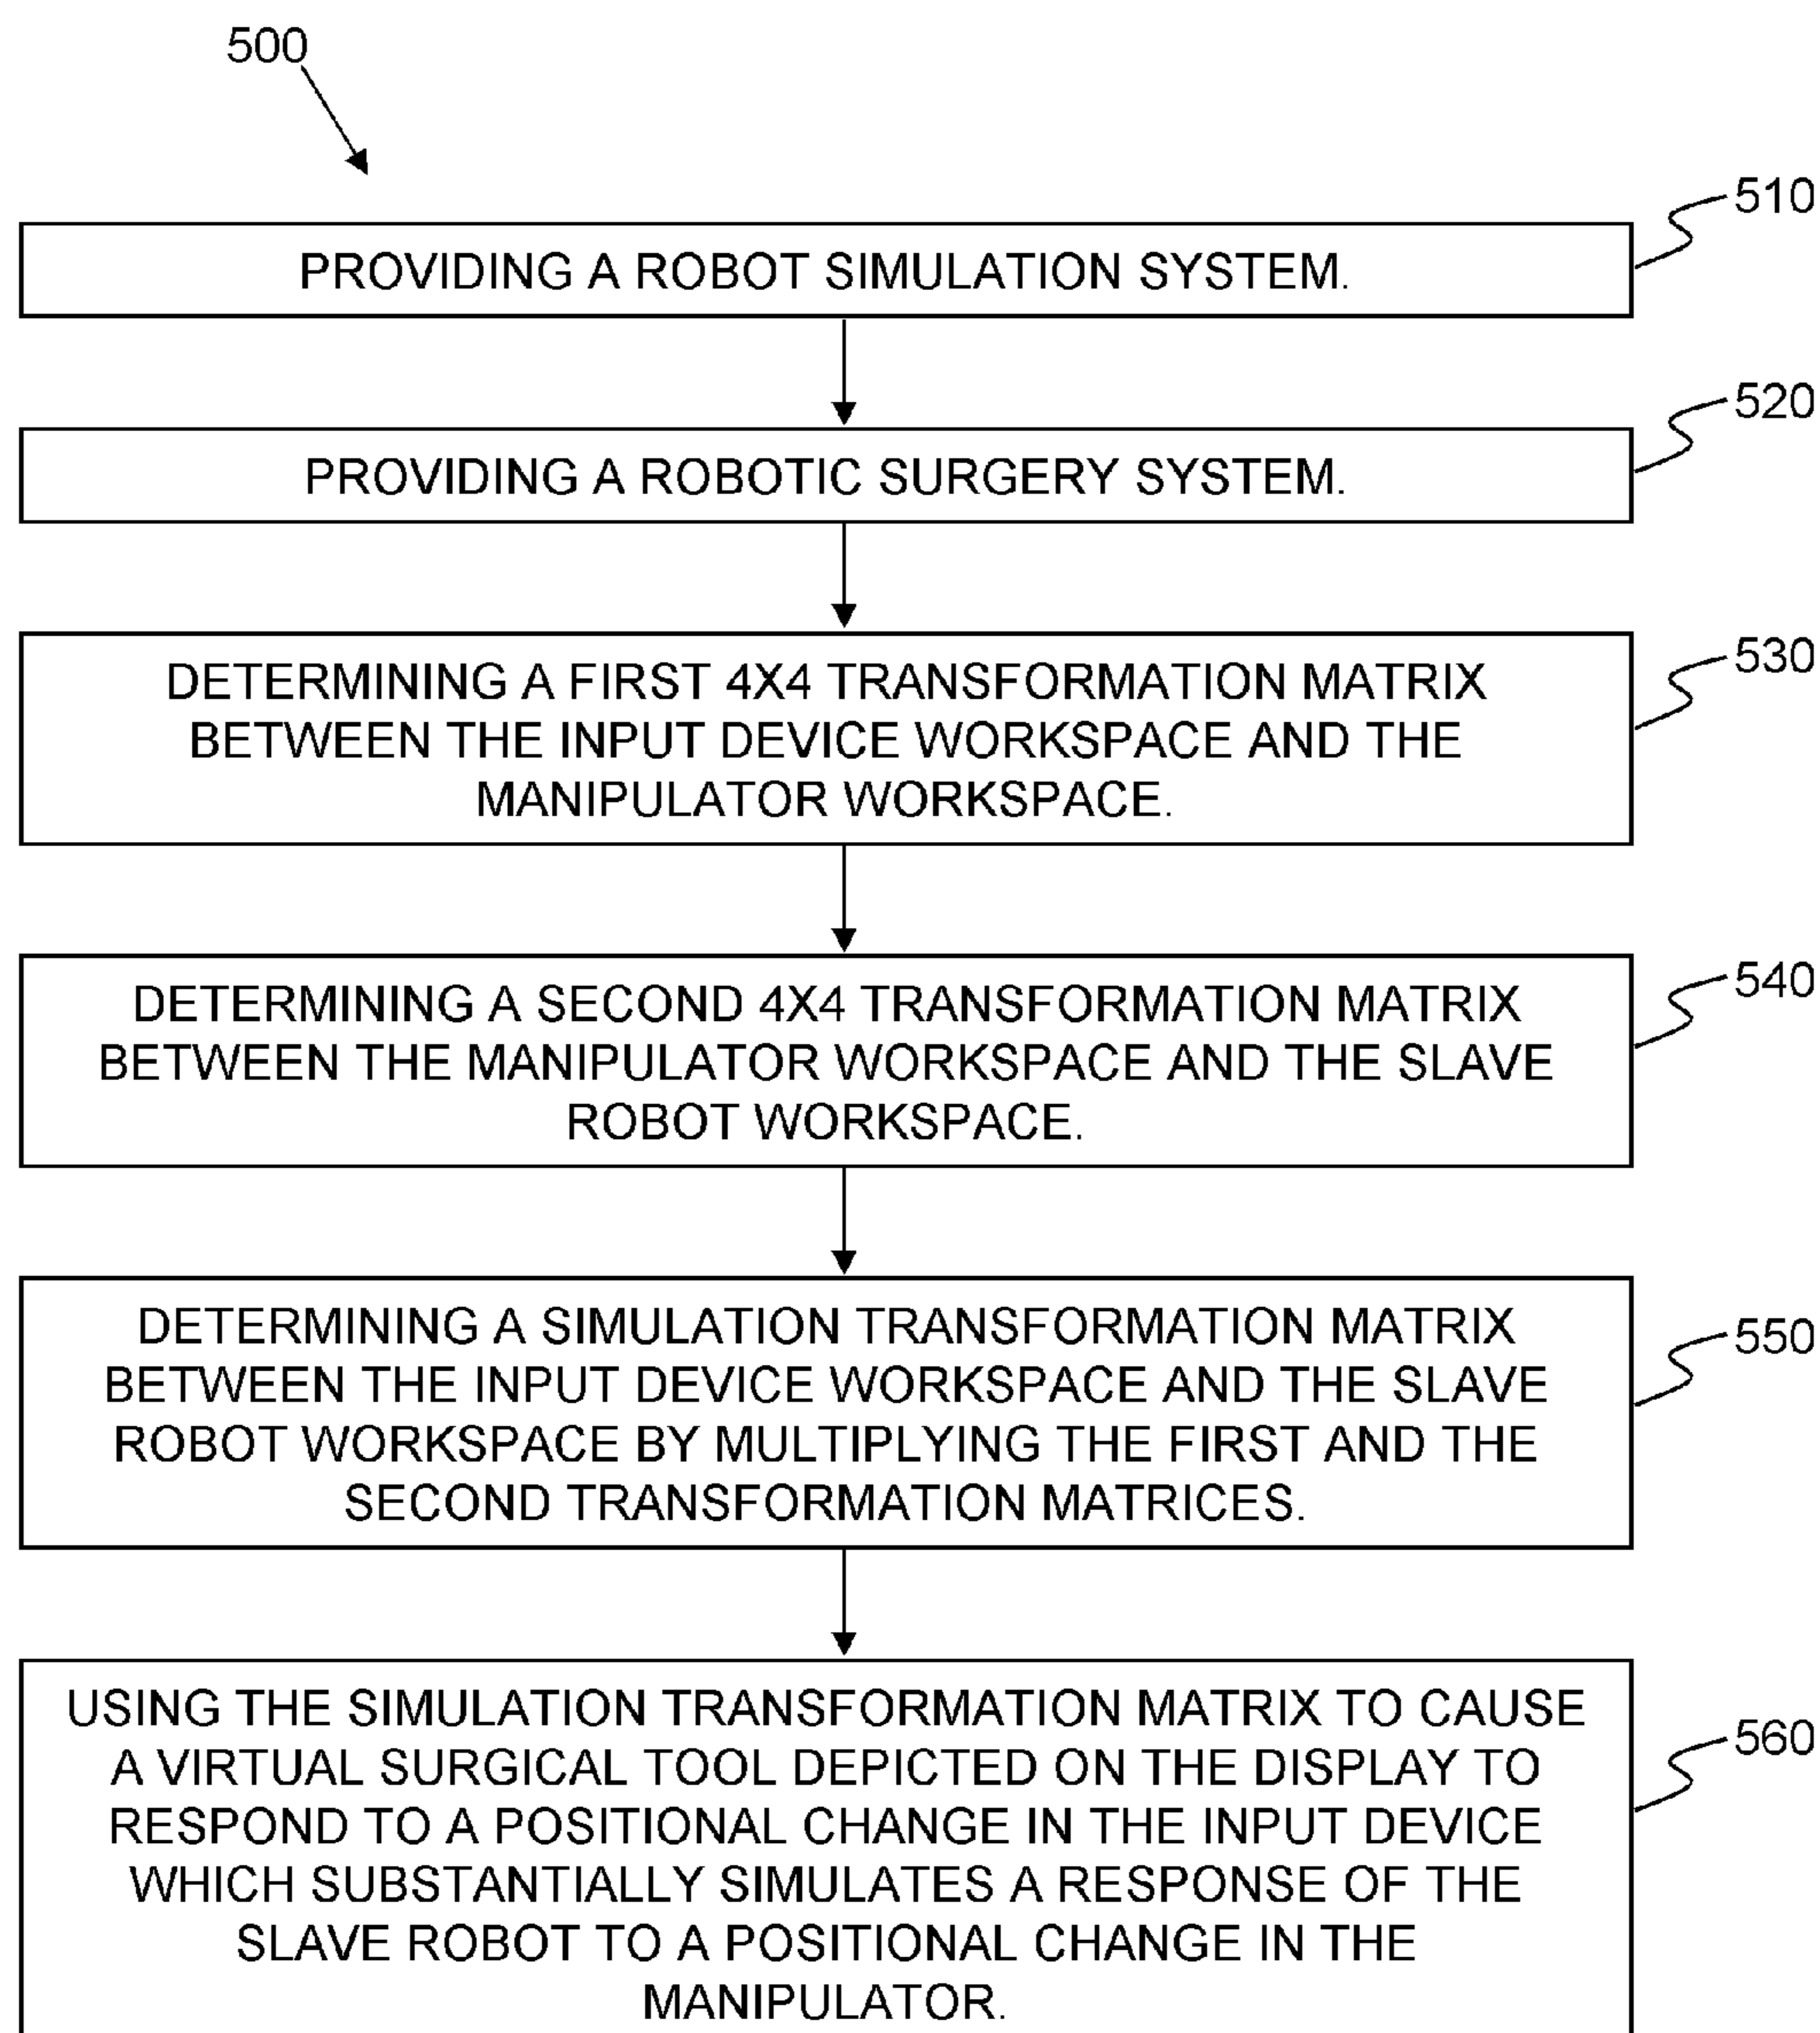 500
510
PROVIDING A ROBOT SIMULATION SYSTEM.
520
PROVIDING A ROBOTIC SURGERY SYSTEM.
530
DETERMINING A FIRST 4X4 TRANSFORMATION MATRIX
BETWEEN THE INPUT DEVICE WORKSPACE AND THE
MANIPULATOR WORKSPACE.
540
DETERMINING A SECOND 4X4 TRANSFORMATION MATRIX
BETWEEN THE MANIPULATOR WORKSPACE AND THE SLAVE
ROBOT WORKSPACE.
550
DETERMINING A SIMULATION TRANSFORMATION MATRIX
BETWEEN THE INPUT DEVICE WORKSPACE AND THE SLAVE
ROBOT WORKSPACE BY MULTIPLYING THE FIRST AND THE
SECOND TRANSFORMATION MATRICES.
560
USING THE SIMULATION TRANSFORMATION MATRIX TO CAUSE
A VIRTUAL SURGICAL TOOL DEPICTED ON THE DISPLAY TO
RESPOND TO A POSITIONAL CHANGE IN THE INPUT DEVICE
WHICH SUBSTANTIALLY SIMULATES A RESPONSE OF THE
SLAVE ROBOT TO A POSITIONAL CHANGE IN THE
MANIPULATOR.